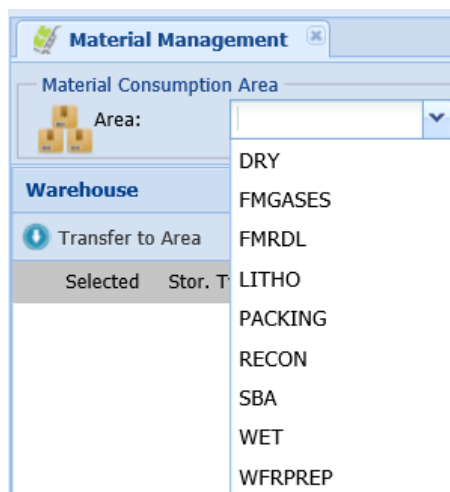 Material Management
Material Consumption Area
Area:
DRY
FMGASES
FMRDL
LITHO
PACKING
RECON
SBA
WET
WFRPREP
Warehouse
Transfer to Area
Selected Stor. T